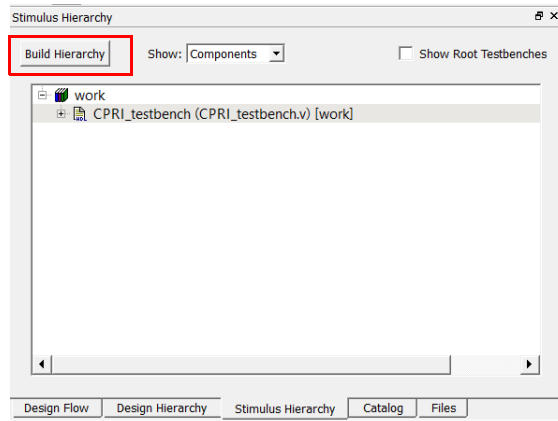 Stimulus Hierarchy
Build Hierarchy Show: Components Show Root Testbenches
work
CPRI_testbench (CPRI_testbench.v) [work]
Design Flow Design Hierarchy Stimulus Hierarchy Catalog Files